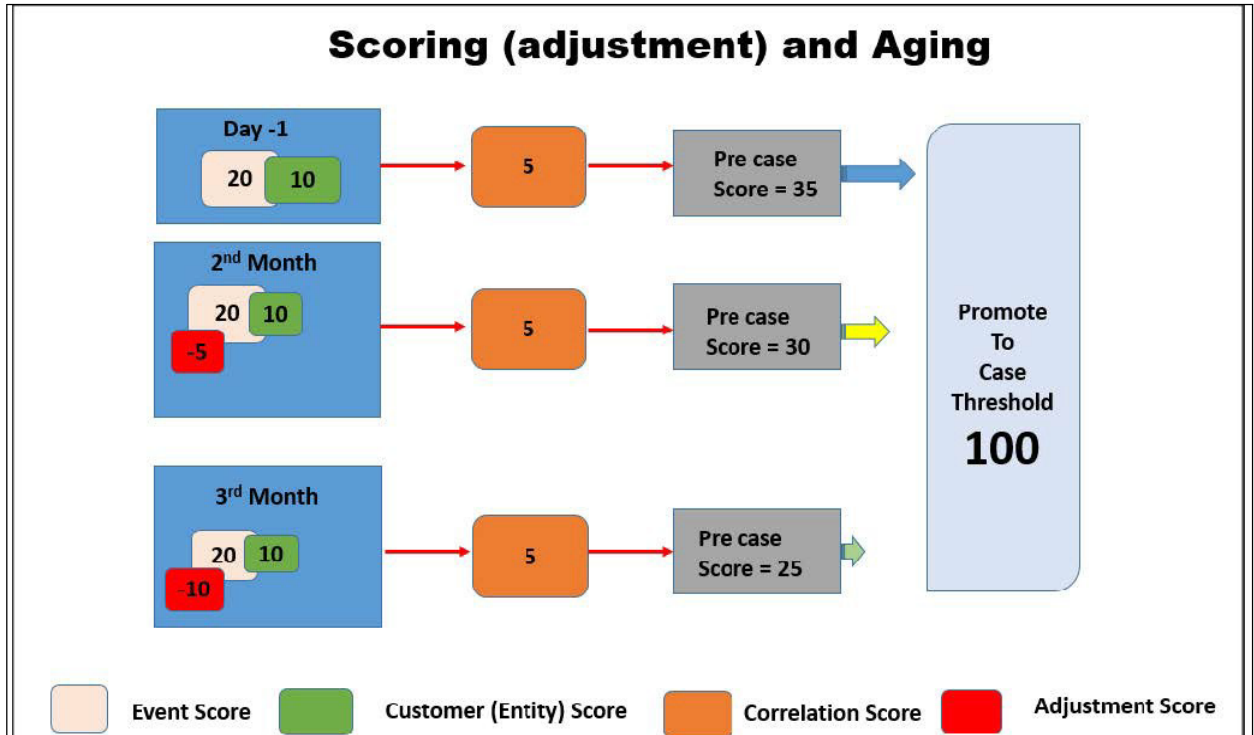 Scoring (adjustment) and Aging
Day -1
20
10
5
Pre case
Score = 35
2nd Month
20
10
-5
5
Pre case
Score = 30
3rd Month
20
10
-10
5
Pre case
Score = 25
Promote
To
Case
Threshold
100
Event Score
Customer (Entity) Score
Correlation Score
Adjustment Score